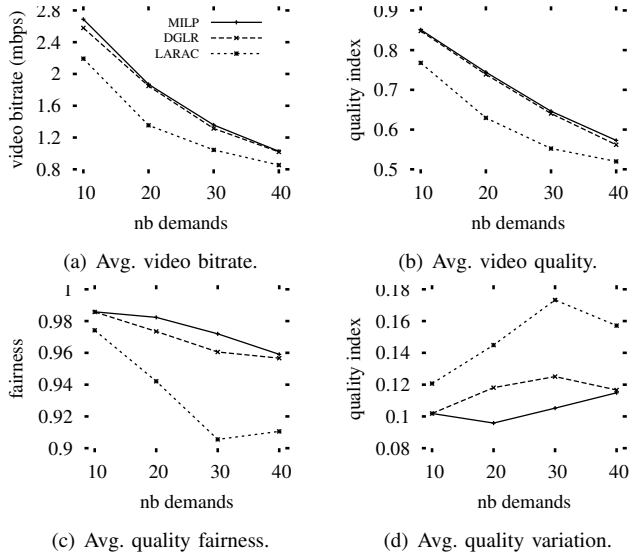 2.8
2.4
2
1.6
1.2
0.8
video bitrate (mbps)
MILP
DGLR
LARAC
10 20 30 40
nb demands
(a) Avg. video bitrate.
0.9
0.8
0.7
0.6
0.5
quality index
10 20 30 40
nb demands
(b) Avg. video quality.
1
0.98
0.96
0.94
0.92
0.9
fairness
10 20 30 40
nb demands
(c) Avg. quality fairness.
0.18
0.16
0.14
0.12
0.1
0.08
quality index
10 20 30 40
nb demands
(d) Avg. quality variation.